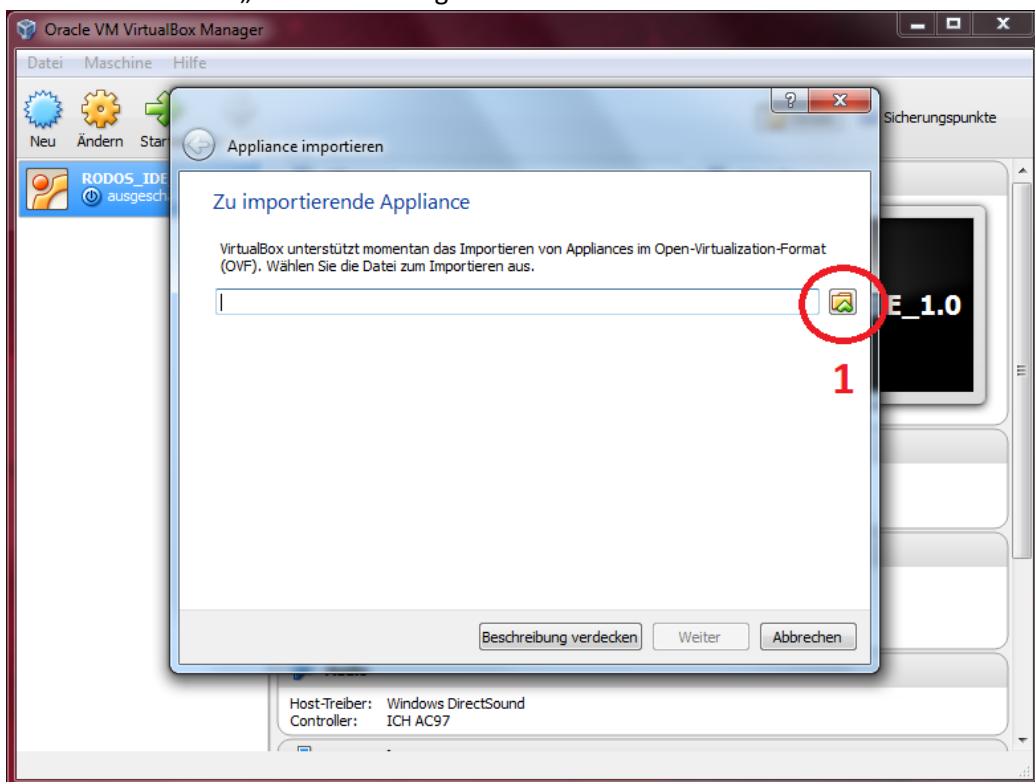 „
Oracle VM VirtualBox Manager
Datei Maschine Hilfe
Neu Ändern Sicherungspunkte
Appliance importieren
RODOS_IDE
Zu importierende Appliance
VirtualBox unterstützt momentan das Importieren von Appliances im Open-Virtualization-Format
(OVF). Wählen Sie die Datei zum Importieren aus.
E_1.0
1
Beschreibung verdecken Weiter Abbrechen
Host-Treiber: Windows DirectSound
Controller: ICH AC97